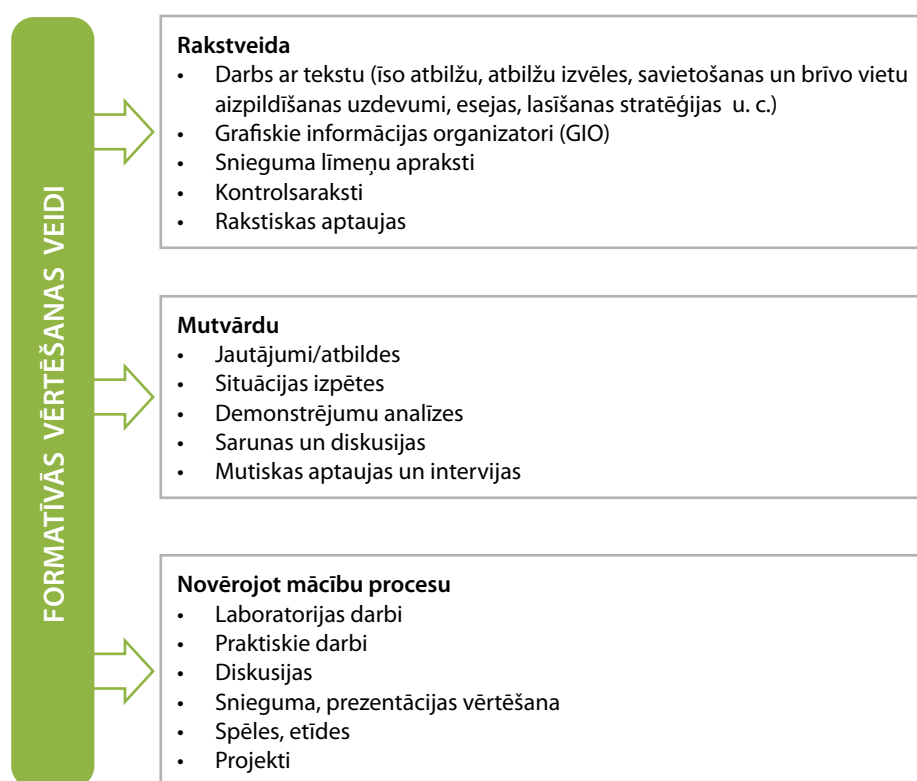 FORMATĪVĀS VĒRTĒŠANAS VEIDI
Rakstveida
• Darbs ar tekstu (īso atbilžu, atbilžu izvēles, savietošanas un brīvo vietu
aizpildīšanas uzdevumi, esejas, lasīšanas stratēģijas u. c.)
• Grafiskie informācijas organizatori (GIO)
• Snieguma līmeņu apraksti
• Kontrolsaraksti
• Rakstiskas aptaujas
Mutvārdu
• Jautājumi/atbildes
• Situācijas izpētes
• Demonstrējumu analīzes
• Sarunas un diskusijas
• Mutiskas aptaujas un intervijas
Novērojot mācību procesu
• Laboratorijas darbi
• Praktiskie darbi
• Diskusijas
• Snieguma, prezentācijas vērtēšana
• Spēles, etīdes
• Projekti